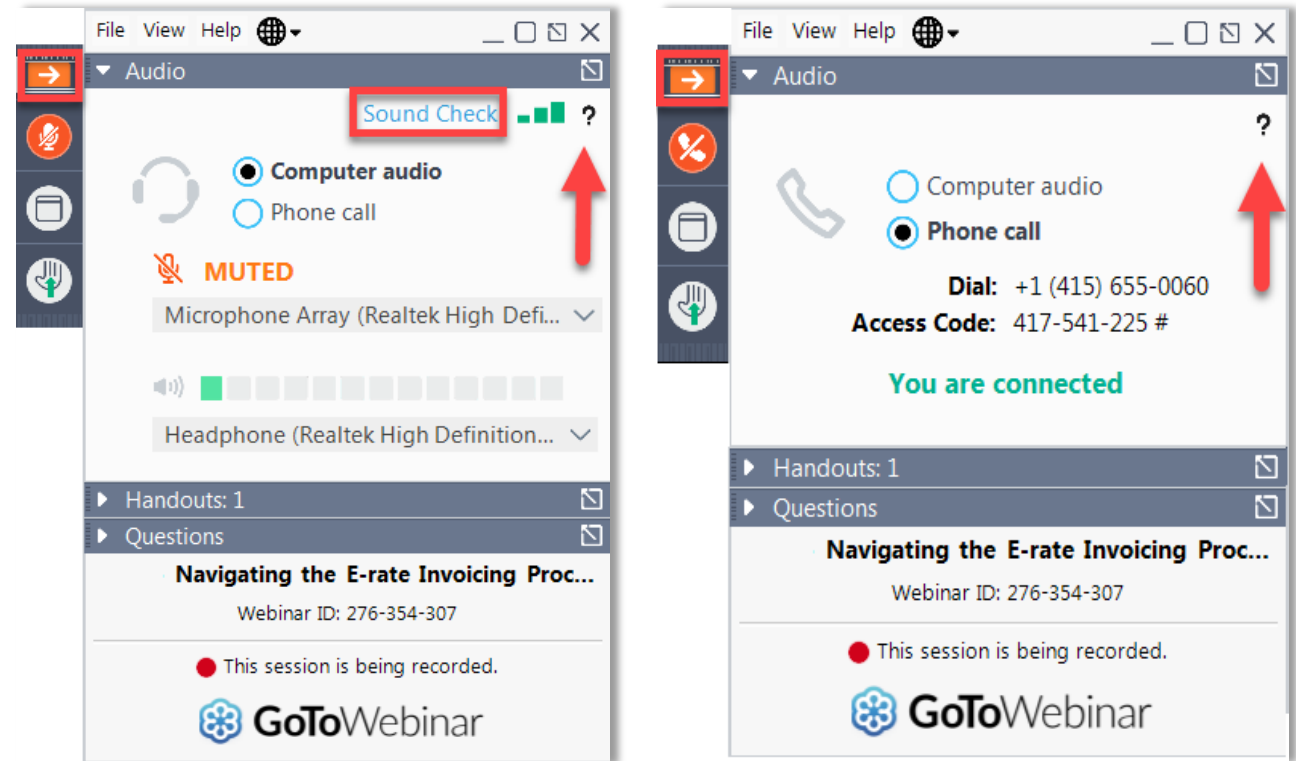 File View Help
Audio
Sound Check ?
Computer audio
Phone call
MUTED
Microphone Array (Realtek High Defi...
Headphone (Realtek High Definition...
Handouts: 1
Questions
Navigating the E-rate Invoicing Proc...
Webinar ID: 276-354-307
This session is being recorded.
GoToWebinar
File View Help
Audio
?
Computer audio
Phone call
Dial: +1 (415) 655-0060
Access Code: 417-541-225 #
You are connected
Handouts: 1
Questions
Navigating the E-rate Invoicing Proc...
Webinar ID: 276-354-307
This session is being recorded.
GoToWebinar